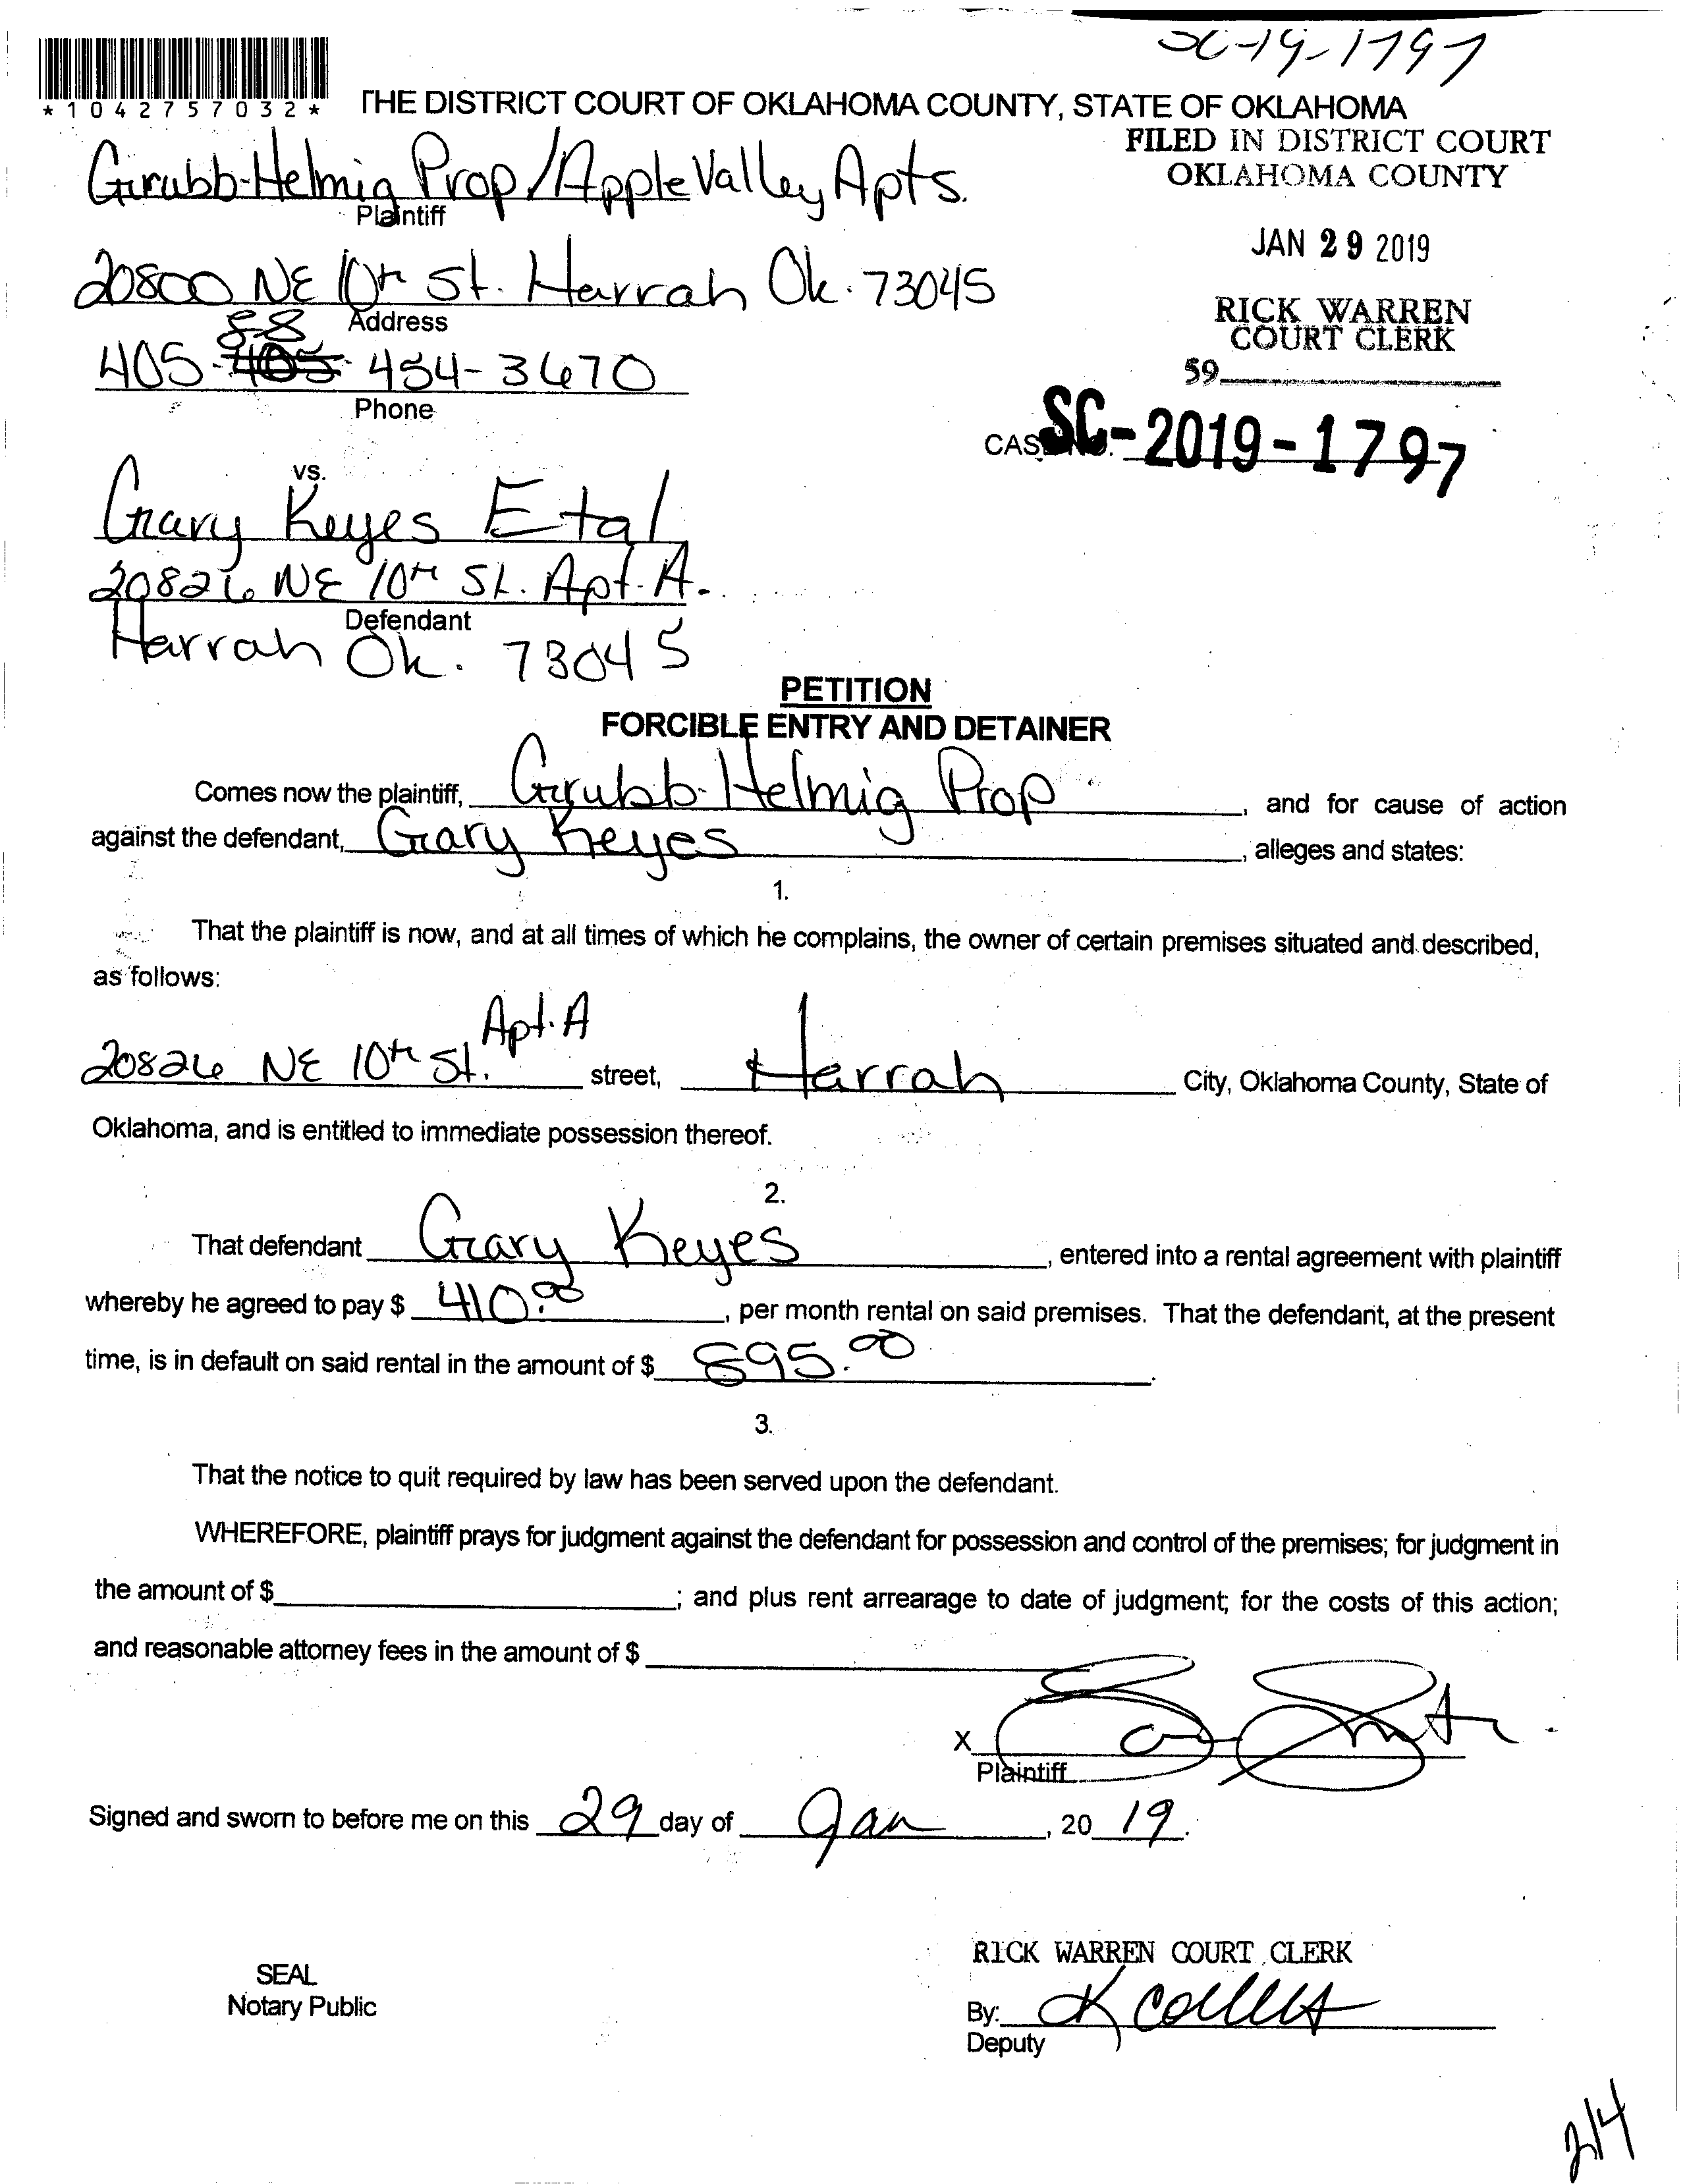 SC-19-1797
*1042757032*
THE DISTRICT COURT OF OKLAHOMA COUNTY, STATE OF OKLAHOMA
FILED IN DISTRICT COURT
OKLAHOMA COUNTY
Grubb-Helmig Prop/Apple Valley Apts.
Plaintiff
JAN 29 2019
20800 NE 10th St. Harrah Ok. 73045
Address
RICK WARREN
COURT CLERK
59
405- 454-3670
Phone
CASE NO. SC-2019-1797
vs.
Gary Keyes Etal
20826 NE 10th St. Apt. A.
Defendant
Harrah Ok. 73045
PETITION
FORCIBLE ENTRY AND DETAINER
Comes now the plaintiff, Grubb-Helmig Prop, and for cause of action
against the defendant, Gary Keyes, alleges and states:
1.
That the plaintiff is now, and at all times of which he complains, the owner of certain premises situated and described,
as follows:
Apt. A
20826 NE 10th St. street, Harrah City, Oklahoma County, State of
Oklahoma, and is entitled to immediate possession thereof.
2.
That defendant Gary Keyes, entered into a rental agreement with plaintiff
whereby he agreed to pay $ 410.00, per month rental on said premises. That the defendant, at the present
time, is in default on said rental in the amount of $ 895.00.
3.
That the notice to quit required by law has been served upon the defendant.
WHEREFORE, plaintiff prays for judgment against the defendant for possession and control of the premises; for judgment in
the amount of $ ; and plus rent arrearage to date of judgment; for the costs of this action;
and reasonable attorney fees in the amount of $
X
Plaintiff
Signed and sworn to before me on this 29 day of Jan, 20 19.
RICK WARREN COURT CLERK
SEAL
Notary Public
By: K Collins
Deputy
2/4